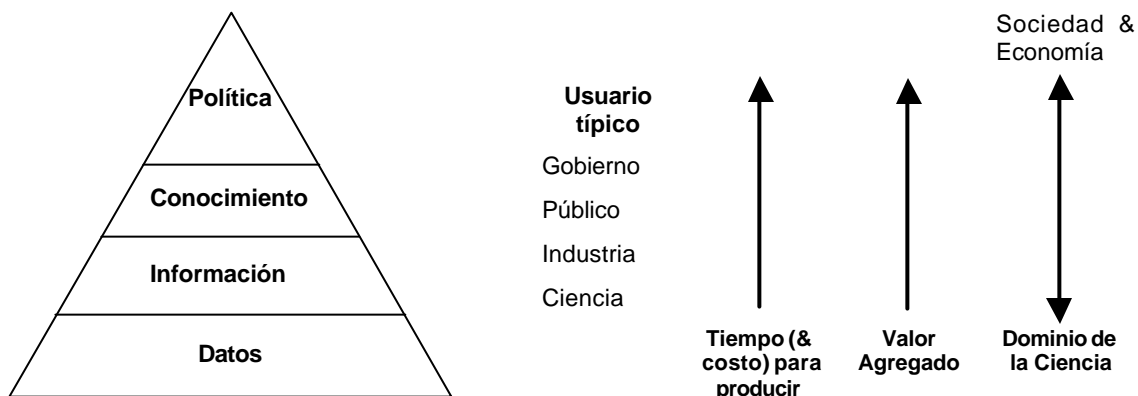 Política
Conocimiento
Información
Datos
Usuario
típico
Gobierno
Público
Industria
Ciencia
Tiempo (&
costo) para
producir
Valor
Agregado
Sociedad &
Economía
Dominio de
la Ciencia